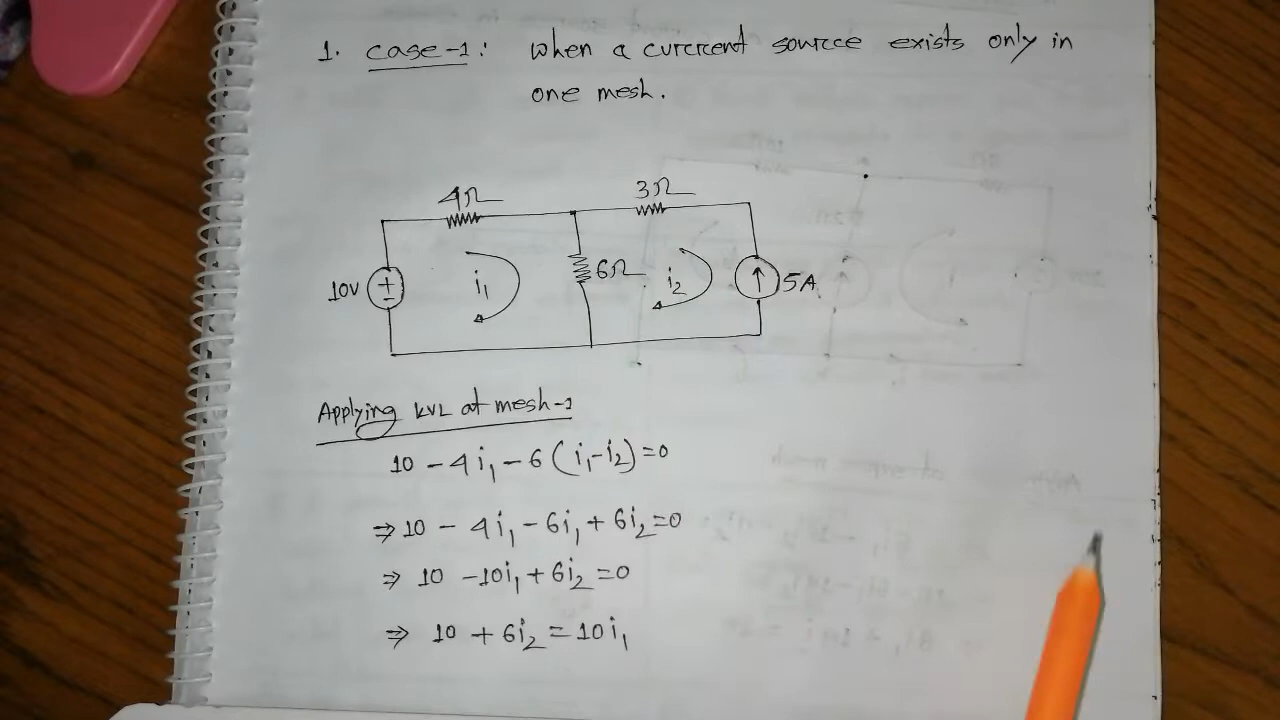 1. case-1: when a current source exists only in
one mesh.
4Ω
3Ω
10V
+
-
i₁
6Ω
i₂
5A
Applying KVL at mesh-1
10 - 4i₁ - 6(i₁-i₂)=0
⇒ 10 - 4i₁ - 6i₁ + 6i₂ =0
⇒ 10 -10i₁ + 6i₂ =0
⇒ 10 + 6i₂ = 10i₁